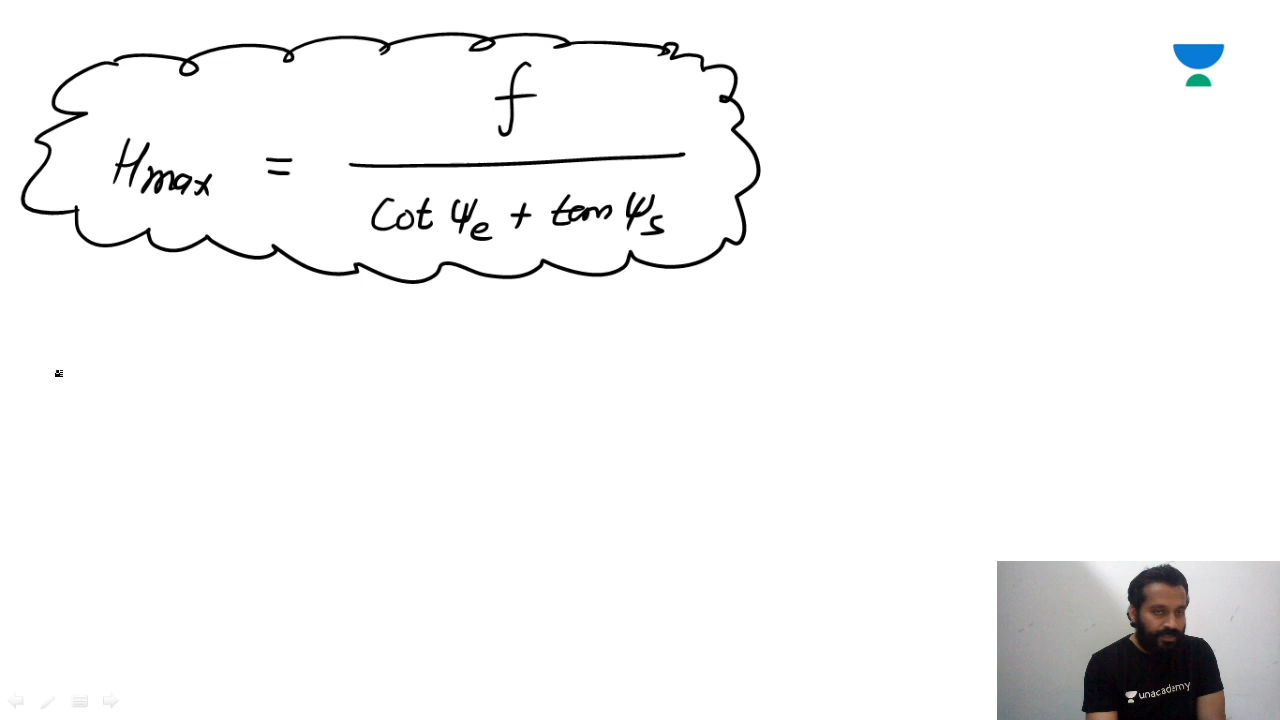 f
Hmax = ―――
cot ψe + tan ψs
unacademy